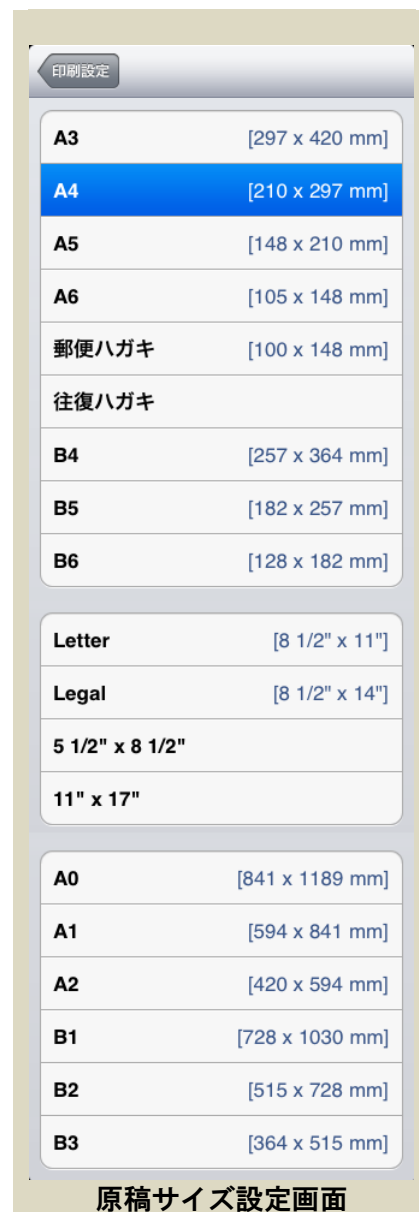 印刷設定
A3 [297 x 420 mm]
A4 [210 x 297 mm]
A5 [148 x 210 mm]
A6 [105 x 148 mm]
郵便ハガキ [100 x 148 mm]
往復ハガキ
B4 [257 x 364 mm]
B5 [182 x 257 mm]
B6 [128 x 182 mm]
Letter [8 1/2" x 11"]
Legal [8 1/2" x 14"]
5 1/2" x 8 1/2"
11" x 17"
A0 [841 x 1189 mm]
A1 [594 x 841 mm]
A2 [420 x 594 mm]
B1 [728 x 1030 mm]
B2 [515 x 728 mm]
B3 [364 x 515 mm]
原稿サイズ設定画面